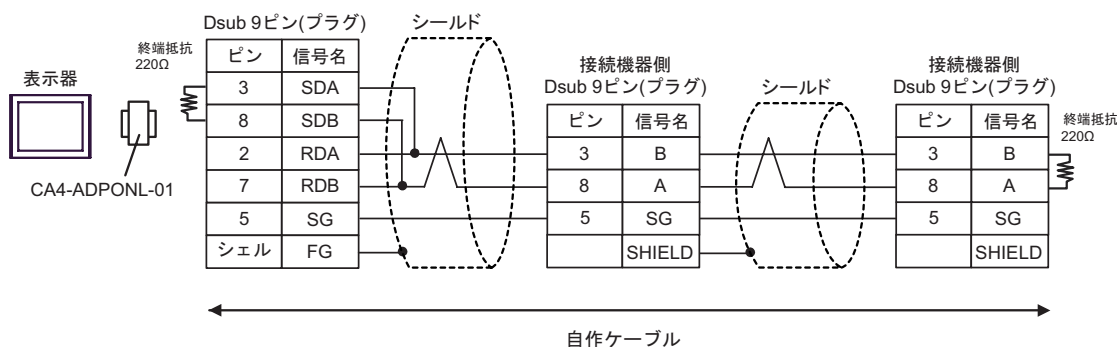 表示器
CA4-ADPONL-01
終端抵抗
220Ω
Dsub 9ピン(プラグ)
ピン 信号名
3 SDA
8 SDB
2 RDA
7 RDB
5 SG
シェル FG
シールド
接続機器側
Dsub 9ピン(プラグ)
ピン 信号名
3 B
8 A
5 SG
SHIELD
シールド
接続機器側
Dsub 9ピン(プラグ)
ピン 信号名
3 B
8 A
5 SG
SHIELD
終端抵抗
220Ω
自作ケーブル